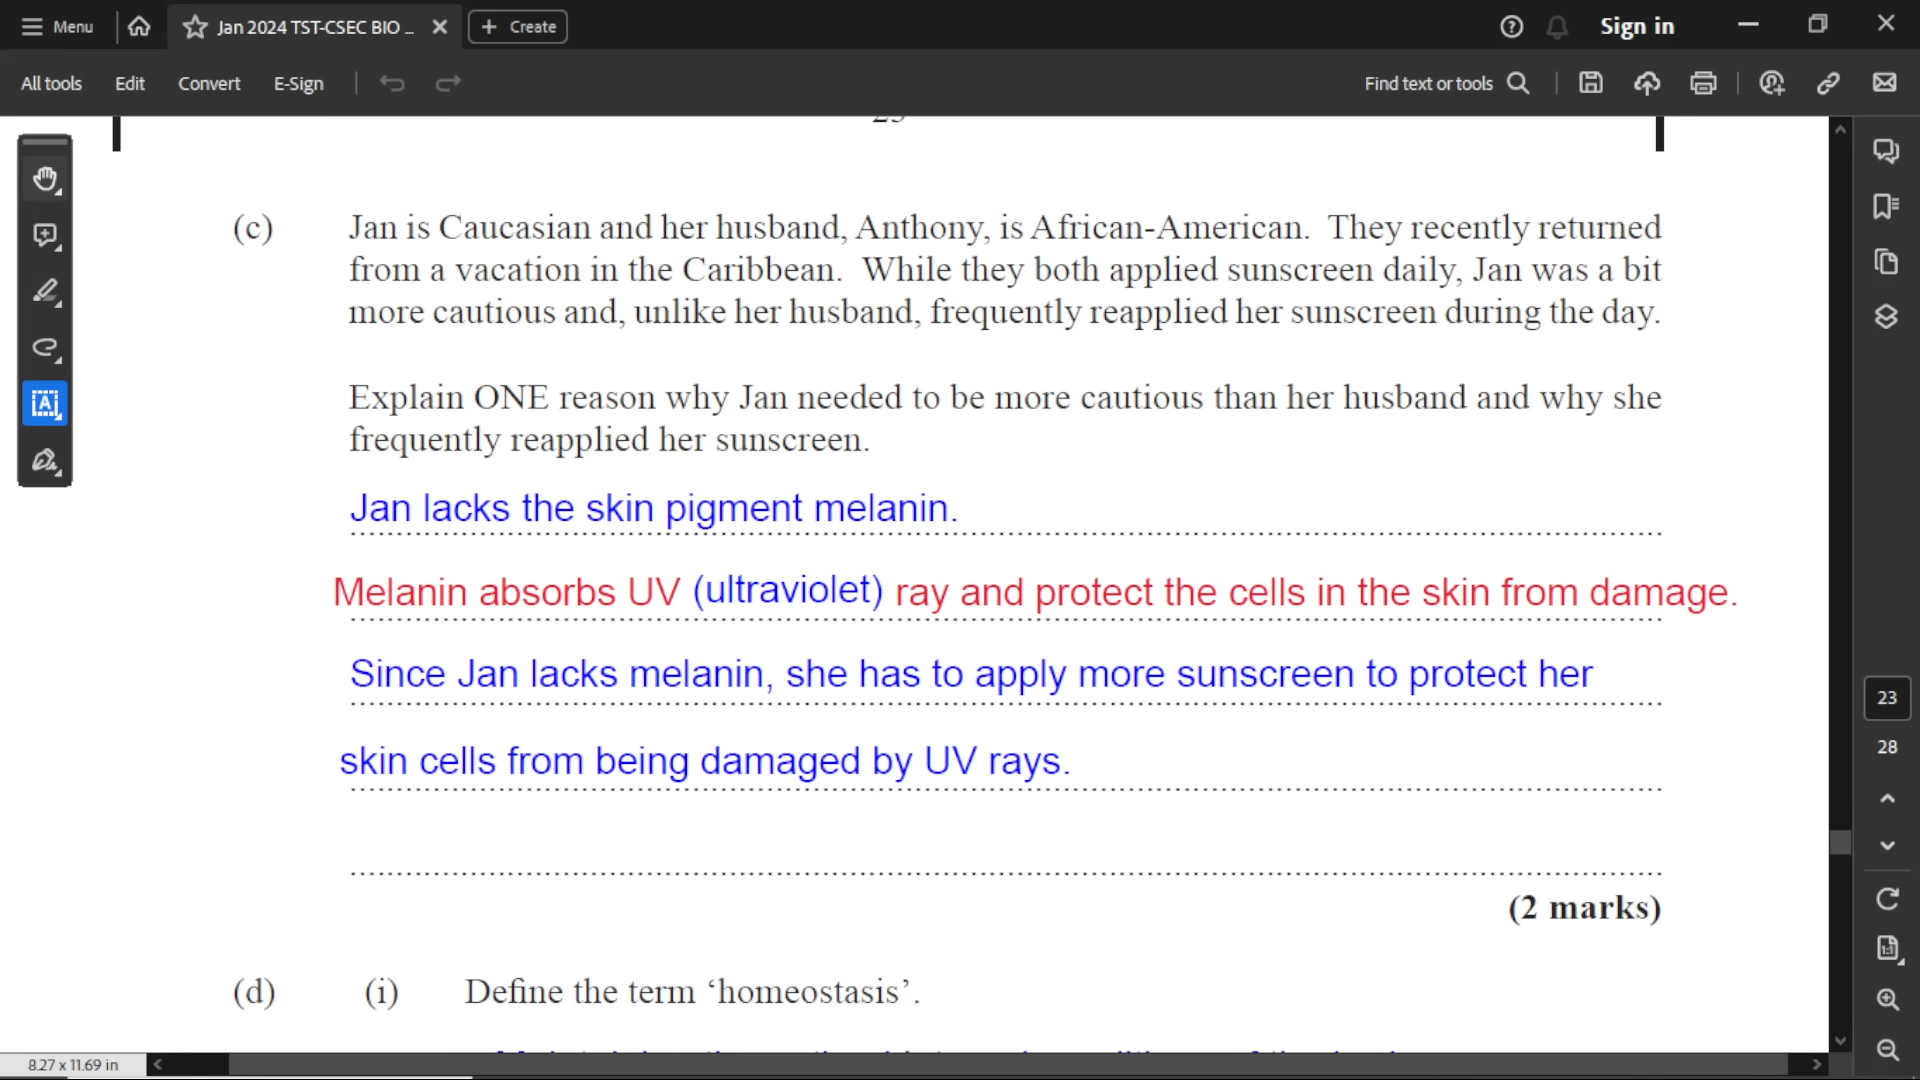 Menu
Jan 2024 TST-CSEC BIO _
Create
Sign in
All tools
Edit
Convert
E-Sign
Find text or tools
(c) Jan is Caucasian and her husband, Anthony, is African-American. They recently returned
from a vacation in the Caribbean. While they both applied sunscreen daily, Jan was a bit
more cautious and, unlike her husband, frequently reapplied her sunscreen during the day.
Explain ONE reason why Jan needed to be more cautious than her husband and why she
frequently reapplied her sunscreen.
Jan lacks the skin pigment melanin.
Melanin absorbs UV (ultraviolet) ray and protect the cells in the skin from damage.
Since Jan lacks melanin, she has to apply more sunscreen to protect her
skin cells from being damaged by UV rays.
(2 marks)
(d) (i) Define the term ‘homeostasis’.
23
28
8.27 x 11.69 in